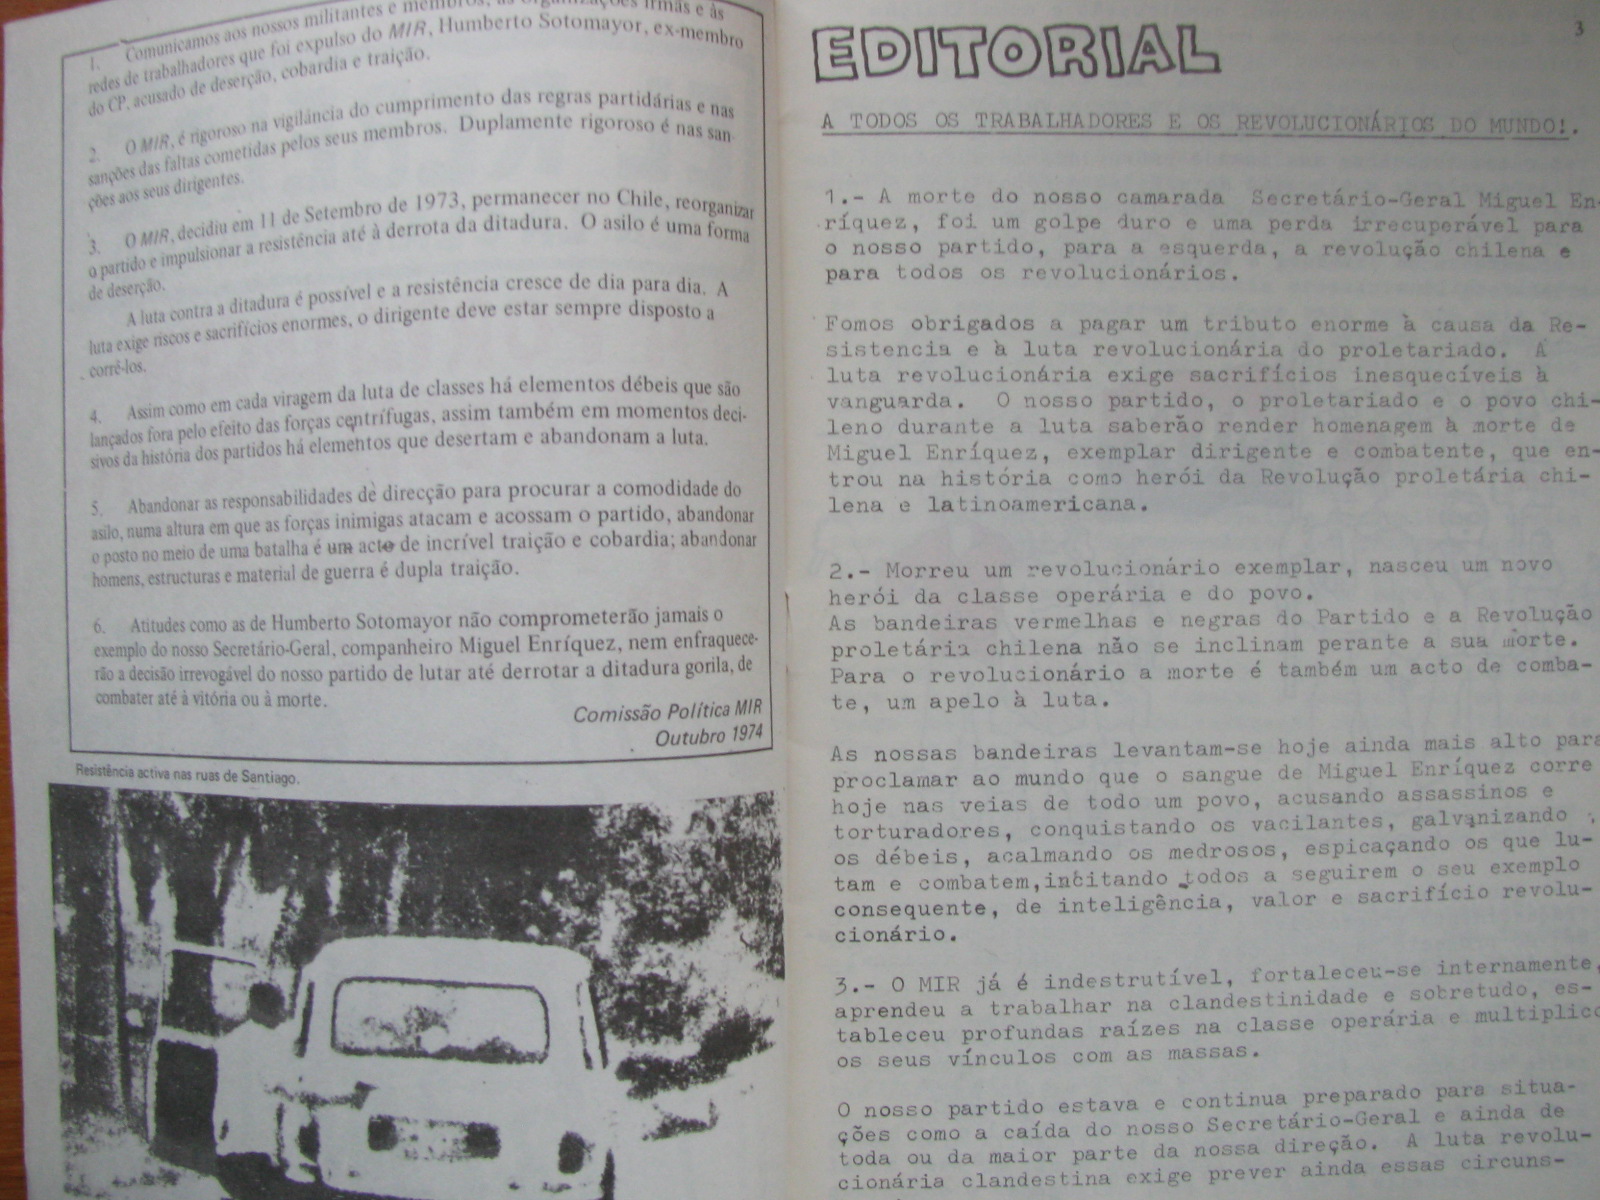 1. Comunicamos aos nossos militantes e membros, às organizações irmãs e às
redes de trabalhadores que foi expulso do MIR, Humberto Sotomayor, ex-membro
do CP, acusado de deserção, cobardia e traição.
2. O MIR, é rigoroso na vigilância do cumprimento das regras partidárias e nas
sanções das faltas cometidas pelos seus membros. Duplamente rigoroso é nas san-
ções aos seus dirigentes.
3. O MIR, decidiu em 11 de Setembro de 1973, permanecer no Chile, reorganizar
o partido e impulsionar a resistência até à derrota da ditadura. O asilo é uma forma
de deserção.
A luta contra a ditadura é possível e a resistência cresce de dia para dia. A
luta exige riscos e sacrifícios enormes, o dirigente deve estar sempre disposto a
corrê-los.
4. Assim como em cada viragem da luta de classes há elementos débeis que são
lançados fora pelo efeito das forças centrífugas, assim também em momentos deci-
sivos da história dos partidos há elementos que desertam e abandonam a luta.
5. Abandonar as responsabilidades de direcção para procurar a comodidade do
asilo, numa altura em que as forças inimigas atacam e acossam o partido, abandonar
o posto no meio de uma batalha é um acto de incrível traição e cobardia; abandonar
homens, estructuras e material de guerra é dupla traição.
6. Atitudes como as de Humberto Sotomayor não comprometerão jamais o
exemplo do nosso Secretário-Geral, companheiro Miguel Enríquez, nem enfraquece-
rão a decisão irrevogável do nosso partido de lutar até derrotar a ditadura gorila, de
combater até à vitória ou à morte.
Comissão Política MIR
Outubro 1974
Resistência activa nas ruas de Santiago.
3
EDITORIAL
A TODOS OS TRABALHADORES E OS REVOLUCIONÁRIOS DO MUNDO!.
1.- A morte do nosso camarada Secretário-Geral Miguel En-
ríquez, foi um golpe duro e uma perda irrecuperável para
o nosso partido, para a esquerda, a revolução chilena e
para todos os revolucionários.
Fomos obrigados a pagar um tributo enorme à causa da Re-
sistencia e à luta revolucionária do proletariado. A
luta revolucionária exige sacrifícios inesquecíveis à
vanguarda. O nosso partido, o proletariado e o povo chi-
leno durante a luta saberão render homenagem à morte de
Miguel Enríquez, exemplar dirigente e combatente, que en-
trou na história como herói da Revolução proletária chi-
lena e latinoamericana.
2.- Morreu um revolucionário exemplar, nasceu um novo
herói da classe operária e do povo.
As bandeiras vermelhas e negras do Partido e a Revolução
proletária chilena não se inclinam perante a sua morte.
Para o revolucionário a morte é também um acto de comba-
te, um apelo à luta.
As nossas bandeiras levantam-se hoje ainda mais alto para
proclamar ao mundo que o sangue de Miguel Enríquez corre
hoje nas veias de todo um povo, acusando assassinos e
torturadores, conquistando os vacilantes, galvanizando
os débeis, acalmando os medrosos, espicaçando os que lu-
tam e combatem, incitando todos a seguirem o seu exemplo
consequente, de inteligência, valor e sacrifício revolu-
cionário.
3.- O MIR já é indestrutível, fortaleceu-se internamente,
aprendeu a trabalhar na clandestinidade e sobretudo, es-
tableceu profundas raízes na classe operária e multiplico
os seus vínculos com as massas.
O nosso partido estava e continua preparado para situa-
ções como a caída do nosso Secretário-Geral e ainda de
toda ou da maior parte da nossa direção. A luta revolu-
cionária clandestina exige prever ainda essas circuns-